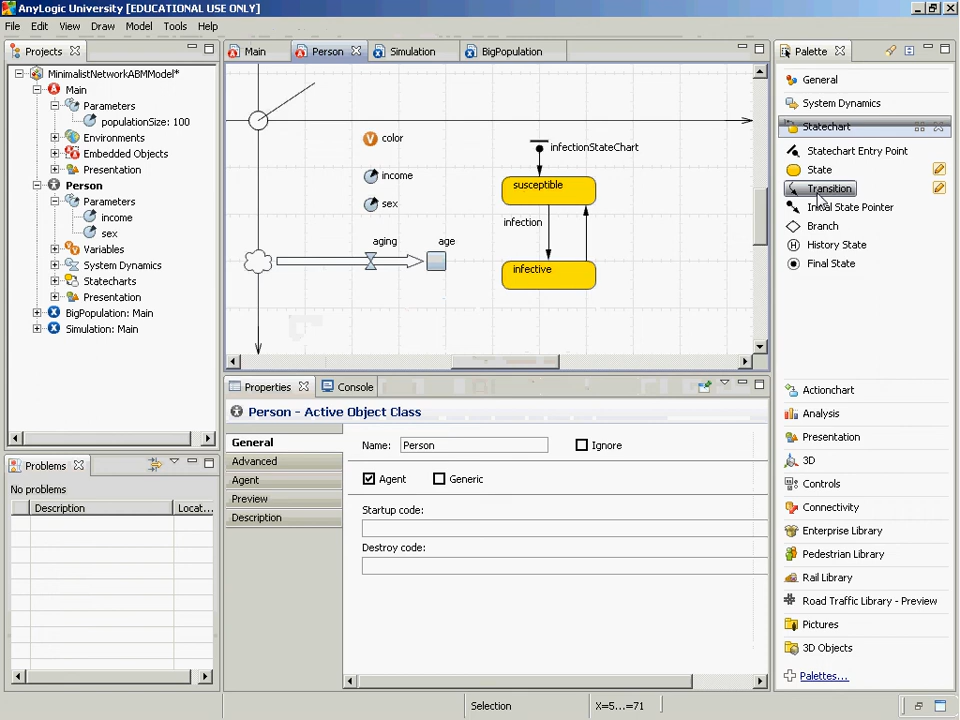 AnyLogic University [EDUCATIONAL USE ONLY]
File Edit View Draw Model Tools Help
Projects
MinimalistNetworkABMModel*
Main
Parameters
populationSize: 100
Environments
Embedded Objects
Presentation
Person
Parameters
income
sex
Variables
System Dynamics
Statecharts
Presentation
BigPopulation: Main
Simulation: Main
Problems
No problems
Description Locat...
Main Person Simulation BigPopulation
color
income
sex
aging age
infectionStateChart
susceptible
infection
infective
Properties Console
Person - Active Object Class
General
Advanced
Agent
Preview
Description
Name: Person Ignore
Agent Generic
Startup code:
Destroy code:
Palette
General
System Dynamics
Statechart
Statechart Entry Point
State
Transition
Initial State Pointer
Branch
History State
Final State
Actionchart
Analysis
Presentation
3D
Controls
Connectivity
Enterprise Library
Pedestrian Library
Rail Library
Road Traffic Library - Preview
Pictures
3D Objects
Palettes...
Selection X=5...=71